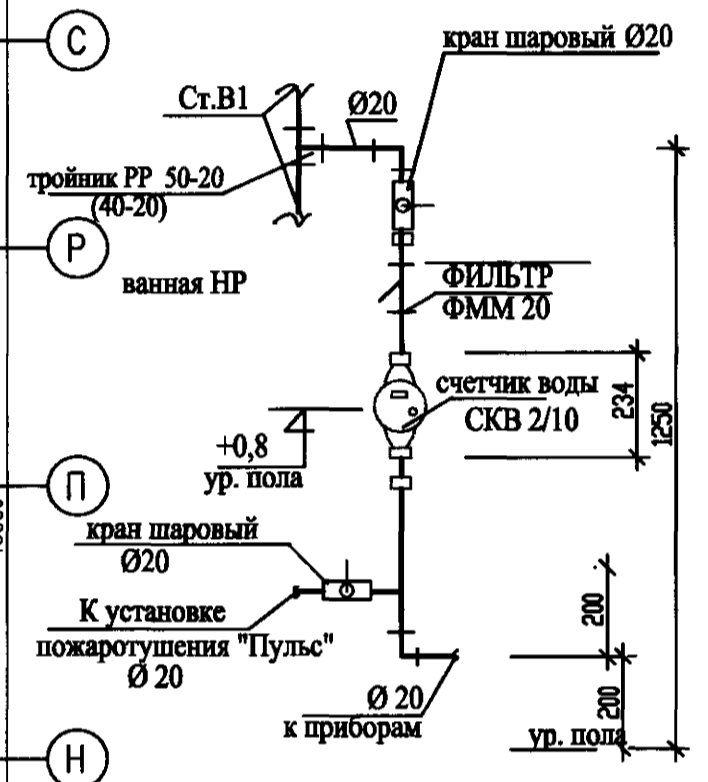 С
кран шаровый Ø20
Ст.В1
Ø20
тройник PP 50-20
(40-20)
Р
ванная НР
ФИЛЬТР
ФММ 20
счетчик воды
СКВ 2/10
234
1250
+0,8
ур. пола
П
кран шаровый
Ø20
К установке
пожаротушения "Пульс"
Ø 20
200
Ø 20
к приборам
200
ур. пола
Н